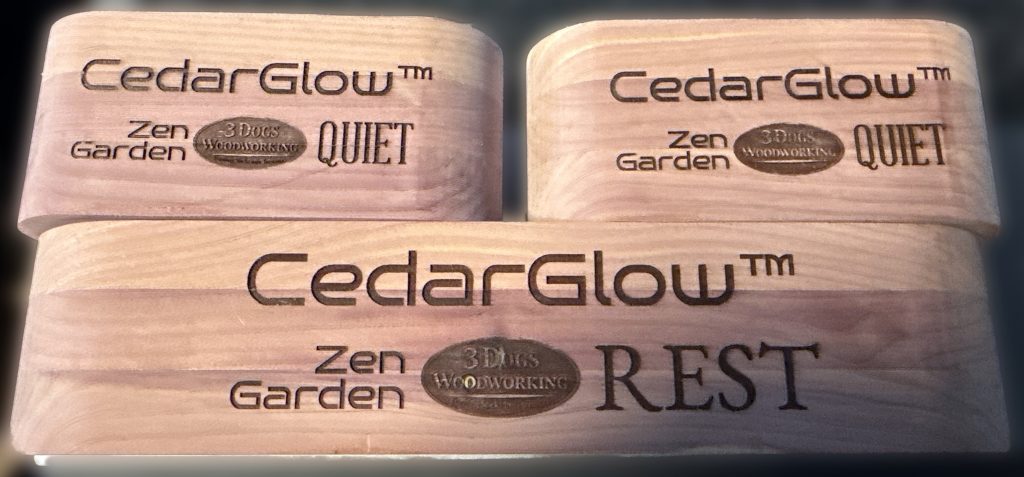 CedarGlow™
Zen Garden
3 Dogs
Woodworking
QUIET
CedarGlow™
Zen Garden
3 Dogs
Woodworking
QUIET
CedarGlow™
Zen Garden
3 Dogs
Woodworking
REST